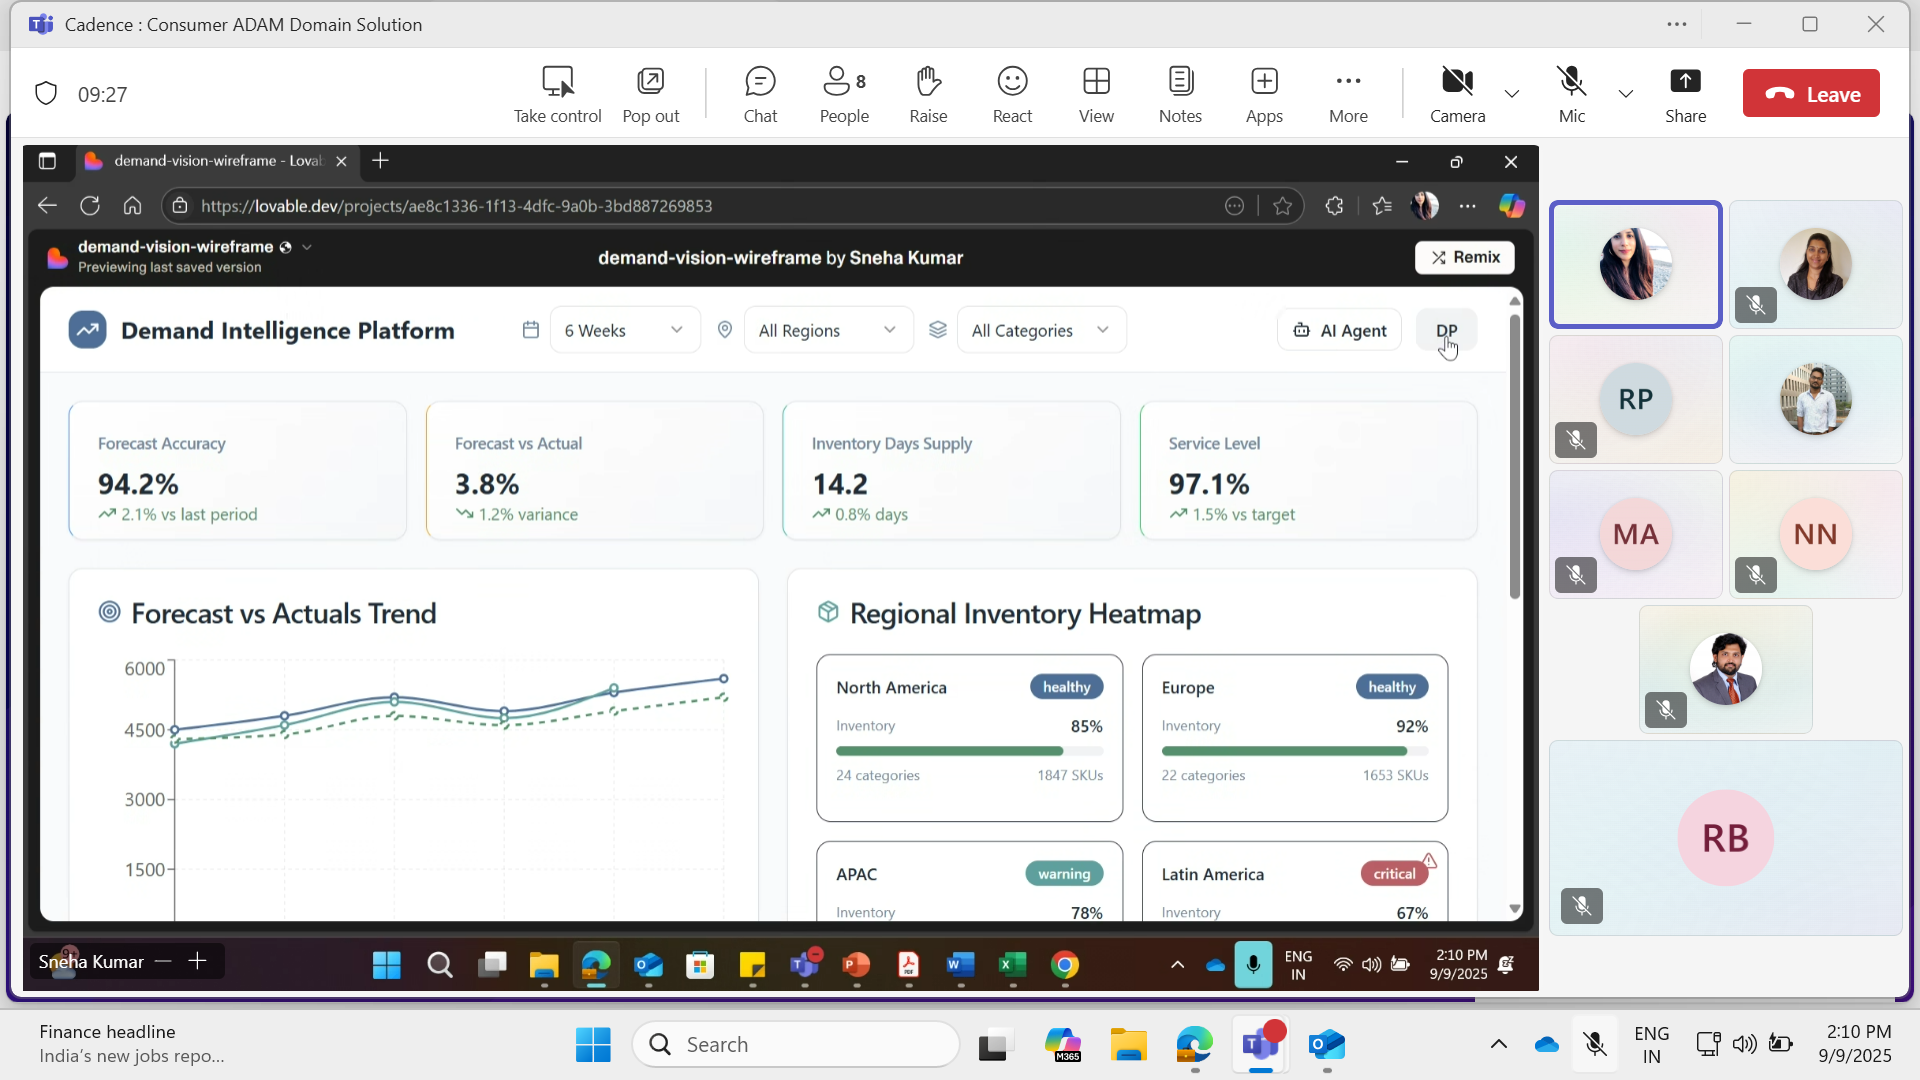 Cadence : Consumer ADAM Domain Solution
09:27
Take control
Pop out
Chat
People
8
Raise
React
View
Notes
Apps
More
Camera
Mic
Share
Leave
demand-vision-wireframe - Lovab
https://lovable.dev/projects/ae8c1336-1f13-4dfc-9a0b-3bd887269853
demand-vision-wireframe
Previewing last saved version
demand-vision-wireframe by Sneha Kumar
Remix
Demand Intelligence Platform
6 Weeks
All Regions
All Categories
AI Agent
DP
Forecast Accuracy
94.2%
2.1% vs last period
Forecast vs Actual
3.8%
1.2% variance
Inventory Days Supply
14.2
0.8% days
Service Level
97.1%
1.5% vs target
Forecast vs Actuals Trend
6000
4500
3000
1500
Regional Inventory Heatmap
North America
healthy
Inventory
85%
24 categories
1847 SKUs
Europe
healthy
Inventory
92%
22 categories
1653 SKUs
APAC
warning
Inventory
78%
Latin America
critical
Inventory
67%
RP
MA
NN
RB
Sneha Kumar
ENG
IN
2:10 PM
9/9/2025
Finance headline
India's new jobs repo...
Search
M365
ENG
IN
2:10 PM
9/9/2025